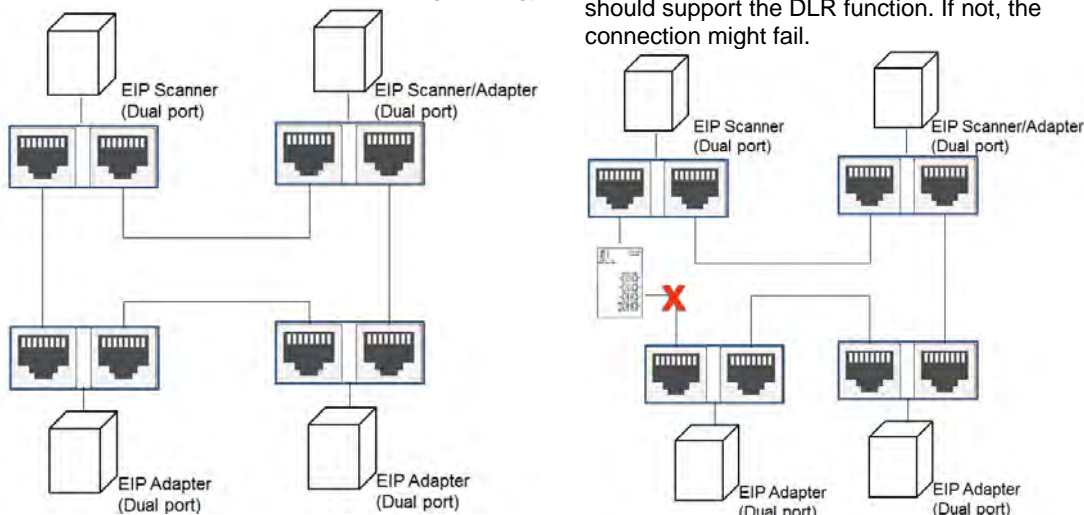 should support the DLR function. If not, the
connection might fail.
EIP Scanner
(Dual port)
EIP Scanner/Adapter
(Dual port)
EIP Adapter
(Dual port)
EIP Adapter
(Dual port)
EIP Scanner
(Dual port)
EIP Scanner/Adapter
(Dual port)
X
EIP Adapter
(Dual port)
EIP Adapter
(Dual port)